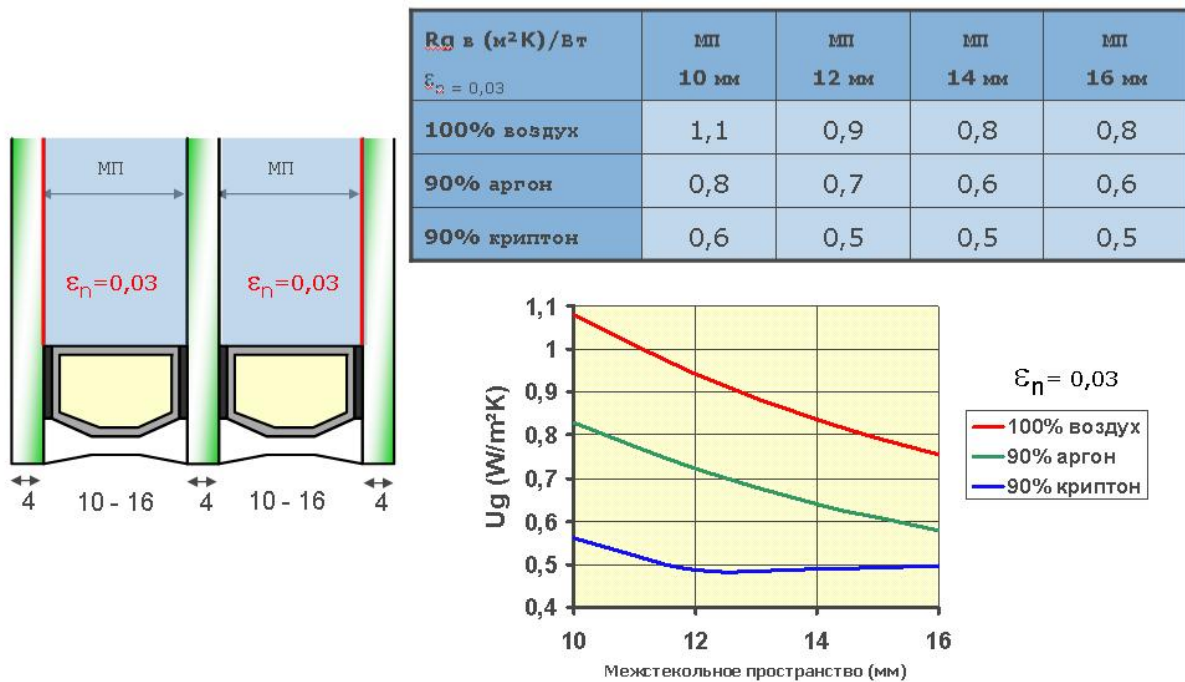 Rg в (м²К)/Вт
εn = 0,03
МП
10 мм
МП
12 мм
МП
14 мм
МП
16 мм
100% воздух 1,1 0,9 0,8 0,8
90% аргон 0,8 0,7 0,6 0,6
90% криптон 0,6 0,5 0,5 0,5
МП МП
εn=0,03 εn=0,03
4 10 - 16 4 10 - 16 4
Ug (W/m²K)
1,1
1
0,9
0,8
0,7
0,6
0,5
0,4
10 12 14 16
Межстекольное пространство (мм)
εn= 0,03
100% воздух
90% аргон
90% криптон